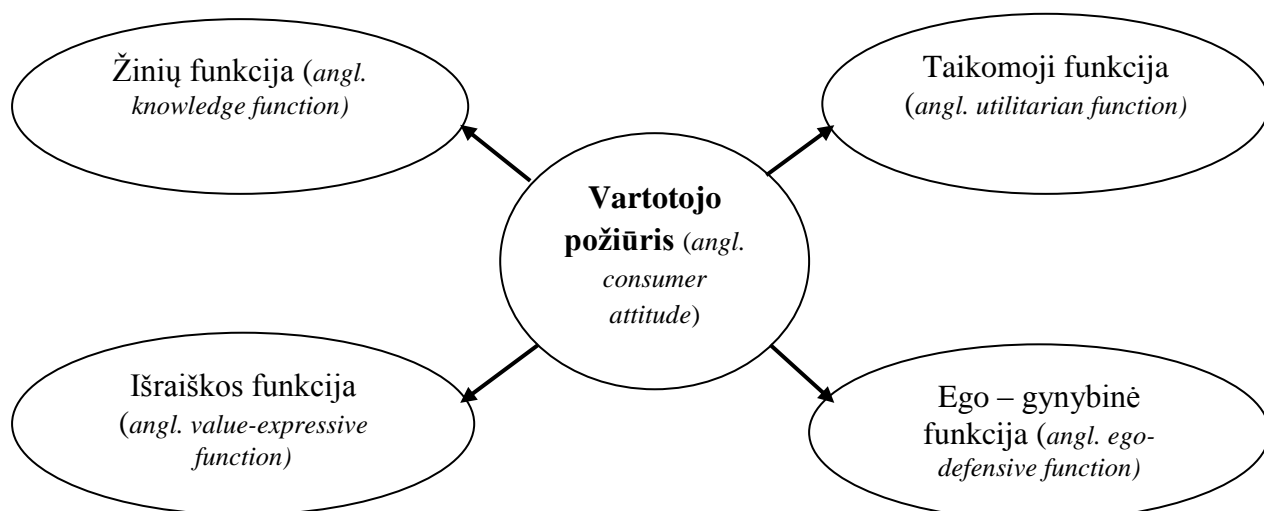 Žinių funkcija (angl.
knowledge function)
Taikomoji funkcija
(angl. utilitarian function)
Vartotojo
požiūris (angl.
consumer
attitude)
Išraiškos funkcija
(angl. value-expressive
function)
Ego – gynybinė
funkcija (angl. ego-
defensive function)